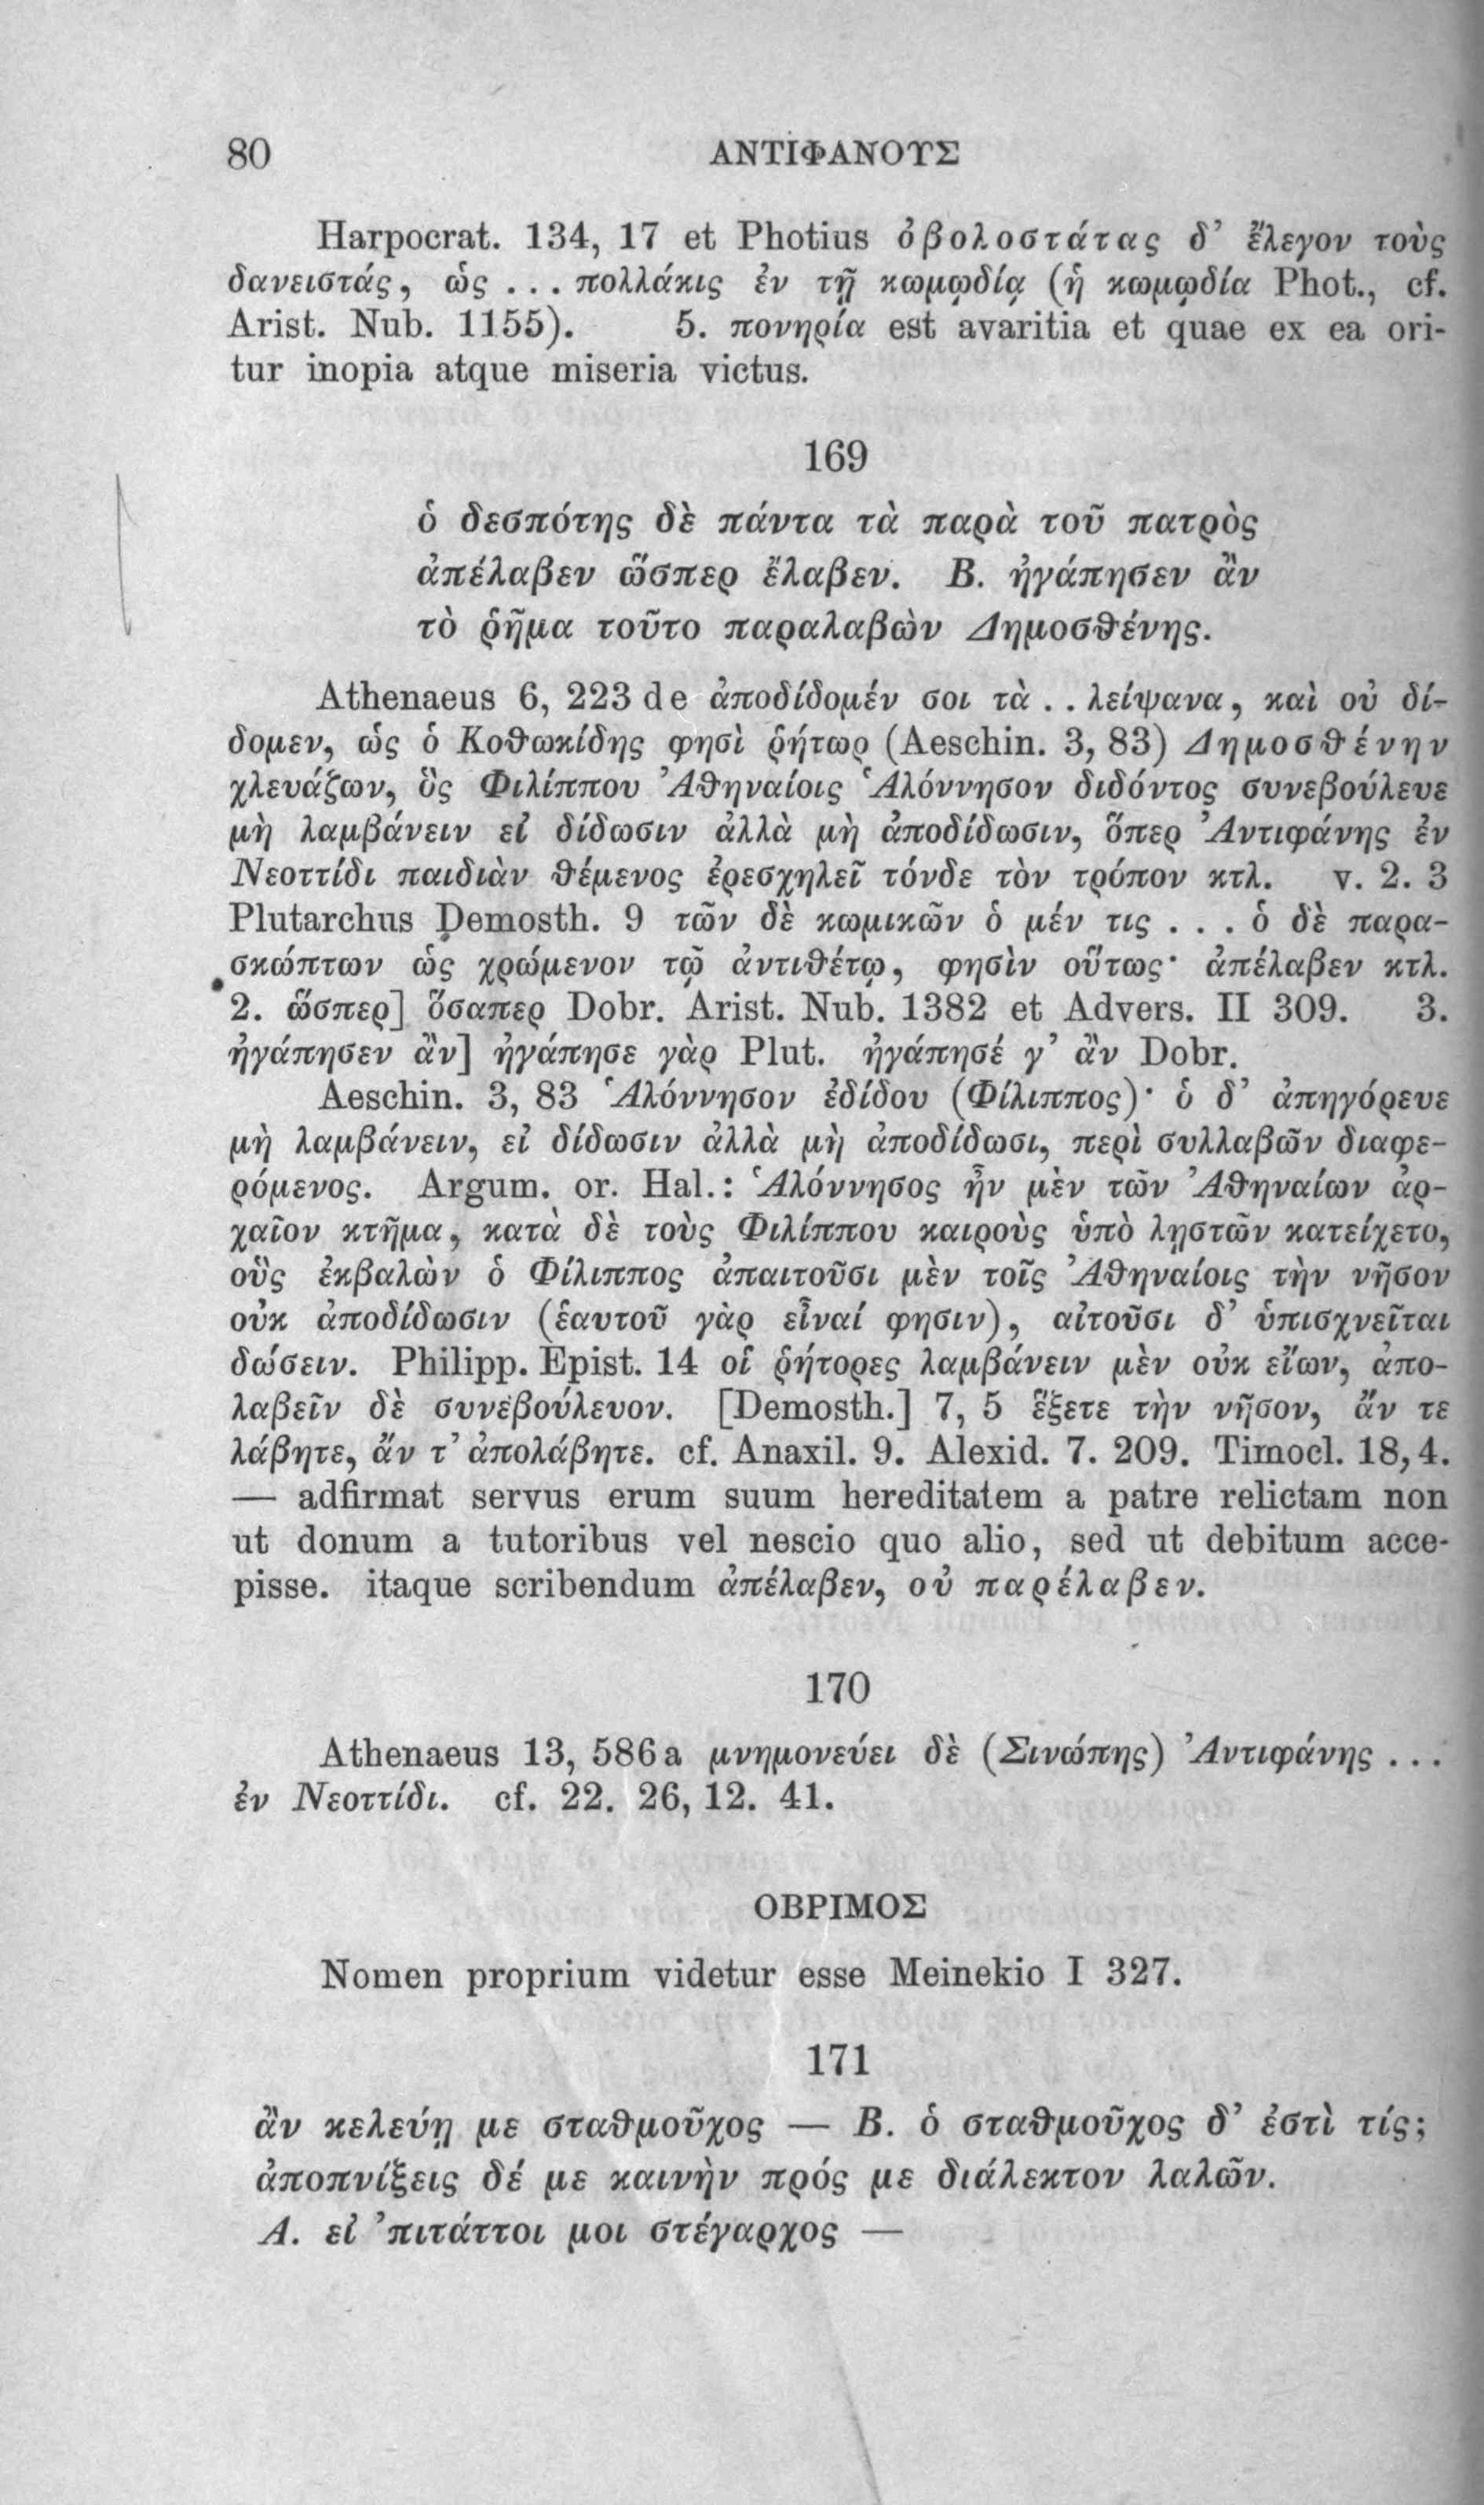 80 ΑΝΤΙΦΑΝΟΥΣ
Harpocrat. 134, 17 et Photius ὀβολοστάτας δ’ ἔλεγον τοὺς
δανειστάς, ὡς ... πολλάκις ἐν τῇ κωμῳδίᾳ (ἡ κωμῳδία Phot., cf.
Arist. Nub. 1155). 5. πονηρία est avaritia et quae ex ea ori-
tur inopia atque miseria victus.
169
ὁ δεσπότης δὲ πάντα τὰ παρὰ τοῦ πατρὸς
ἀπέλαβεν ὥσπερ ἔλαβεν. Β. ἠγάπησεν ἂν
τὸ ῥῆμα τοῦτο παραλαβὼν Δημοσθένης.
Athenaeus 6, 223 de ἀποδίδομέν σοι τὰ .. λείψανα, καὶ οὐ δί-
δομεν, ὡς ὁ Κοθωκίδης φησὶ ῥήτωρ (Aeschin. 3, 83) Δημοσθένην
χλευάζων, ὃς Φιλίππου Ἀθηναίοις Ἁλόννησον διδόντος συνεβούλευε
μὴ λαμβάνειν εἰ δίδωσιν ἀλλὰ μὴ ἀποδίδωσιν, ὅπερ Ἀντιφάνης ἐν
Νεοττίδι παιδιὰν θέμενος ἐρεσχηλεῖ τόνδε τὸν τρόπον κτλ. v. 2. 3
Plutarchus Demosth. 9 τῶν δὲ κωμικῶν ὁ μέν τις ... ὁ δὲ παρα-
σκώπτων ὡς χρώμενον τῷ ἀντιθέτῳ, φησὶν οὕτως· ἀπέλαβεν κτλ.
2. ὥσπερ] ὅσαπερ Dobr. Arist. Nub. 1382 et Advers. II 309. 3.
ἠγάπησεν ἂν] ἠγάπησε γὰρ Plut. ἠγάπησέ γ’ ἂν Dobr.
Aeschin. 3, 83 Ἁλόννησον ἐδίδου (Φίλιππος)· ὁ δ’ ἀπηγόρευε
μὴ λαμβάνειν, εἰ δίδωσιν ἀλλὰ μὴ ἀποδίδωσι, περὶ συλλαβῶν διαφε-
ρόμενος. Argum. or. Hal.: Ἁλόννησος ἦν μὲν τῶν Ἀθηναίων ἀρ-
χαῖον κτῆμα, κατὰ δὲ τοὺς Φιλίππου καιροὺς ὑπὸ λῃστῶν κατείχετο,
οὓς ἐκβαλὼν ὁ Φίλιππος ἀπαιτοῦσι μὲν τοῖς Ἀθηναίοις τὴν νῆσον
οὐκ ἀποδίδωσιν (ἑαυτοῦ γὰρ εἶναί φησιν), αἰτοῦσι δ’ ὑπισχνεῖται
δώσειν. Philipp. Epist. 14 οἱ ῥήτορες λαμβάνειν μὲν οὐκ εἴων, ἀπο-
λαβεῖν δὲ συνεβούλευον. [Demosth.] 7, 5 ἕξετε τὴν νῆσον, ἄν τε
λάβητε, ἄν τ’ ἀπολάβητε. cf. Anaxil. 9. Alexid. 7. 209. Timocl. 18, 4.
— adfirmat servus erum suum hereditatem a patre relictam non
ut donum a tutoribus vel nescio quo alio, sed ut debitum acce-
pisse. itaque scribendum ἀπέλαβεν, οὐ παρέλαβεν.
170
Athenaeus 13, 586 a μνημονεύει δὲ (Σινώπης) Ἀντιφάνης ...
ἐν Νεοττίδι. cf. 22. 26, 12. 41.
ΟΒΡΙΜΟΣ
Nomen proprium videtur esse Meinekio I 327.
171
ἂν κελεύῃ με σταθμοῦχος — Β. ὁ σταθμοῦχος δ’ ἐστὶ τίς;
ἀποπνίξεις δέ με καινὴν πρός με διάλεκτον λαλῶν.
Α. εἰ ’πιτάττοι μοι στέγαρχος —